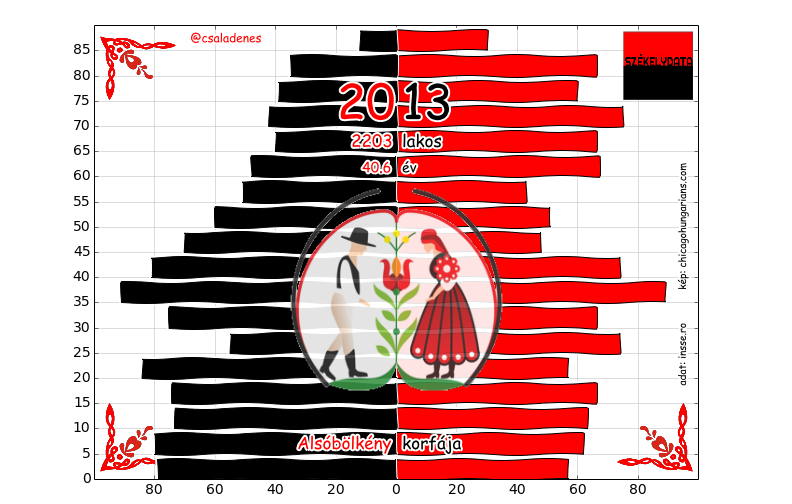 @csaladenes
SZÉKELYDATA
2013
2203 lakos
40.6 év
kép: chicagohungarians.com
adat: insse.ro
Alsóbölkény korfája
85
80
75
70
65
60
55
50
45
40
35
30
25
20
15
10
5
0
80 60 40 20 0 20 40 60 80